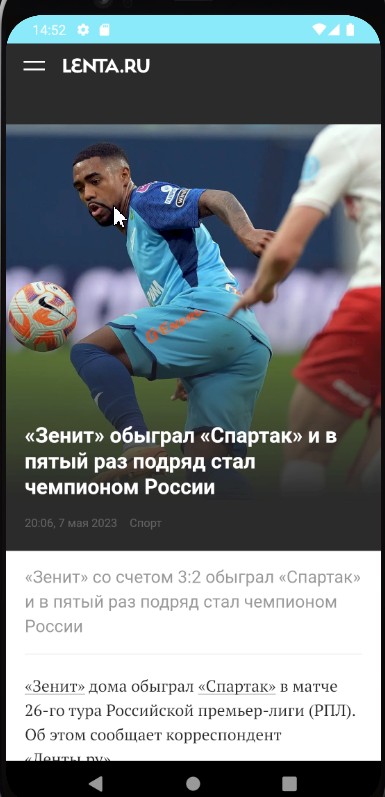 14:52
LENTA.RU
«Зенит» обыграл «Спартак» и в
пятый раз подряд стал
чемпионом России
20:06, 7 мая 2023 Спорт
«Зенит» со счетом 3:2 обыграл «Спартак»
и в пятый раз подряд стал чемпионом
России
«Зенит» дома обыграл «Спартак» в матче
26-го тура Российской премьер-лиги (РПЛ).
Об этом сообщает корреспондент
«Ленты.ру»